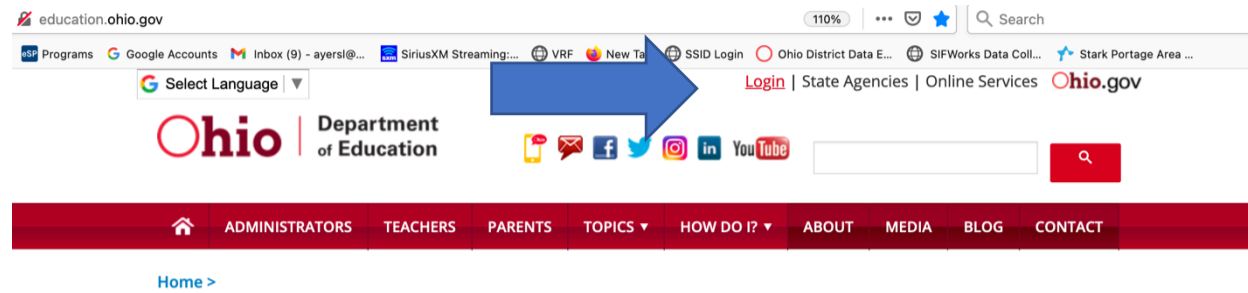 education.ohio.gov 110% Search
eSP Programs Google Accounts Inbox (9) - ayersl@... SiriusXM Streaming:... VRF New Ta SSID Login Ohio District Data E... SIFWorks Data Coll... Stark Portage Area ...
Select Language ▼ Login | State Agencies | Online Services Ohio.gov
Ohio Department of Education
YouTube
ADMINISTRATORS TEACHERS PARENTS TOPICS ▼ HOW DO I? ▼ ABOUT MEDIA BLOG CONTACT
Home >